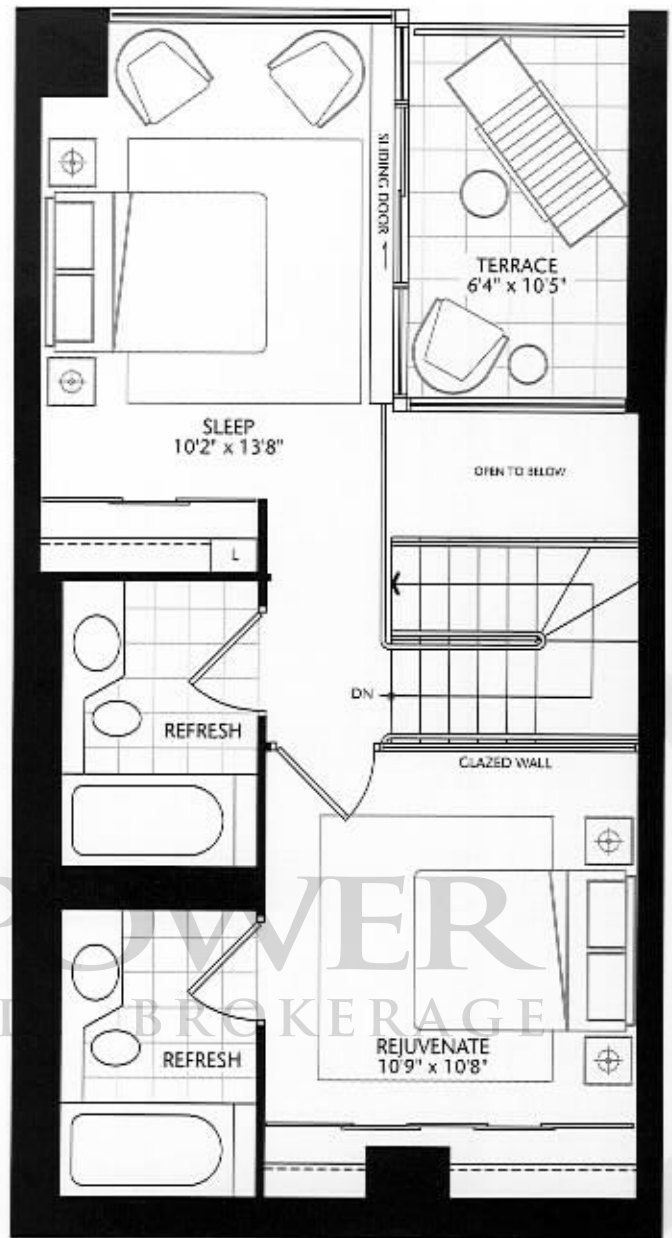 SLIDING DOOR
TERRACE
6'4" x 10'5"
SLEEP
10'2" x 13'8"
OPEN TO BELOW
L
REFRESH
DN
GLAZED WALL
POWER
BROKERAGE
REFRESH
REJUVENATE
10'9" x 10'8"